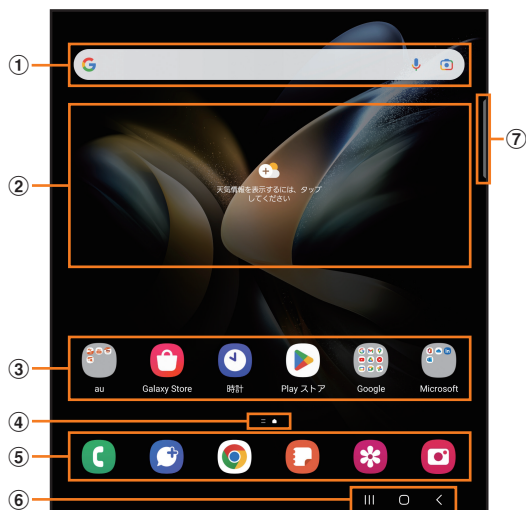 ①
⑦
②
天気情報を表示するには、タップ
してください
③
au
Galaxy Store
時計
Play ストア
Google
Microsoft
④
⑤
⑥